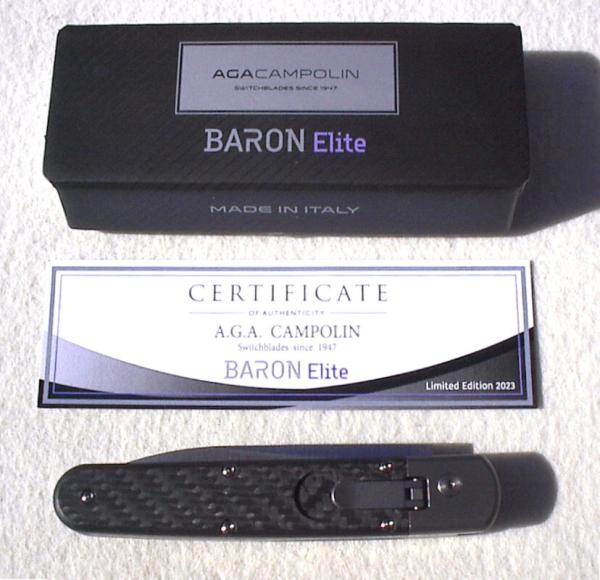 AGACAMPOLIN
SWITCHBLADES SINCE 1947
BARON Elite
MADE IN ITALY
CERTIFICATE
OF AUTHENTICITY
A.G.A. CAMPOLIN
Switchblades since 1947
BARON Elite
Limited Edition 2023